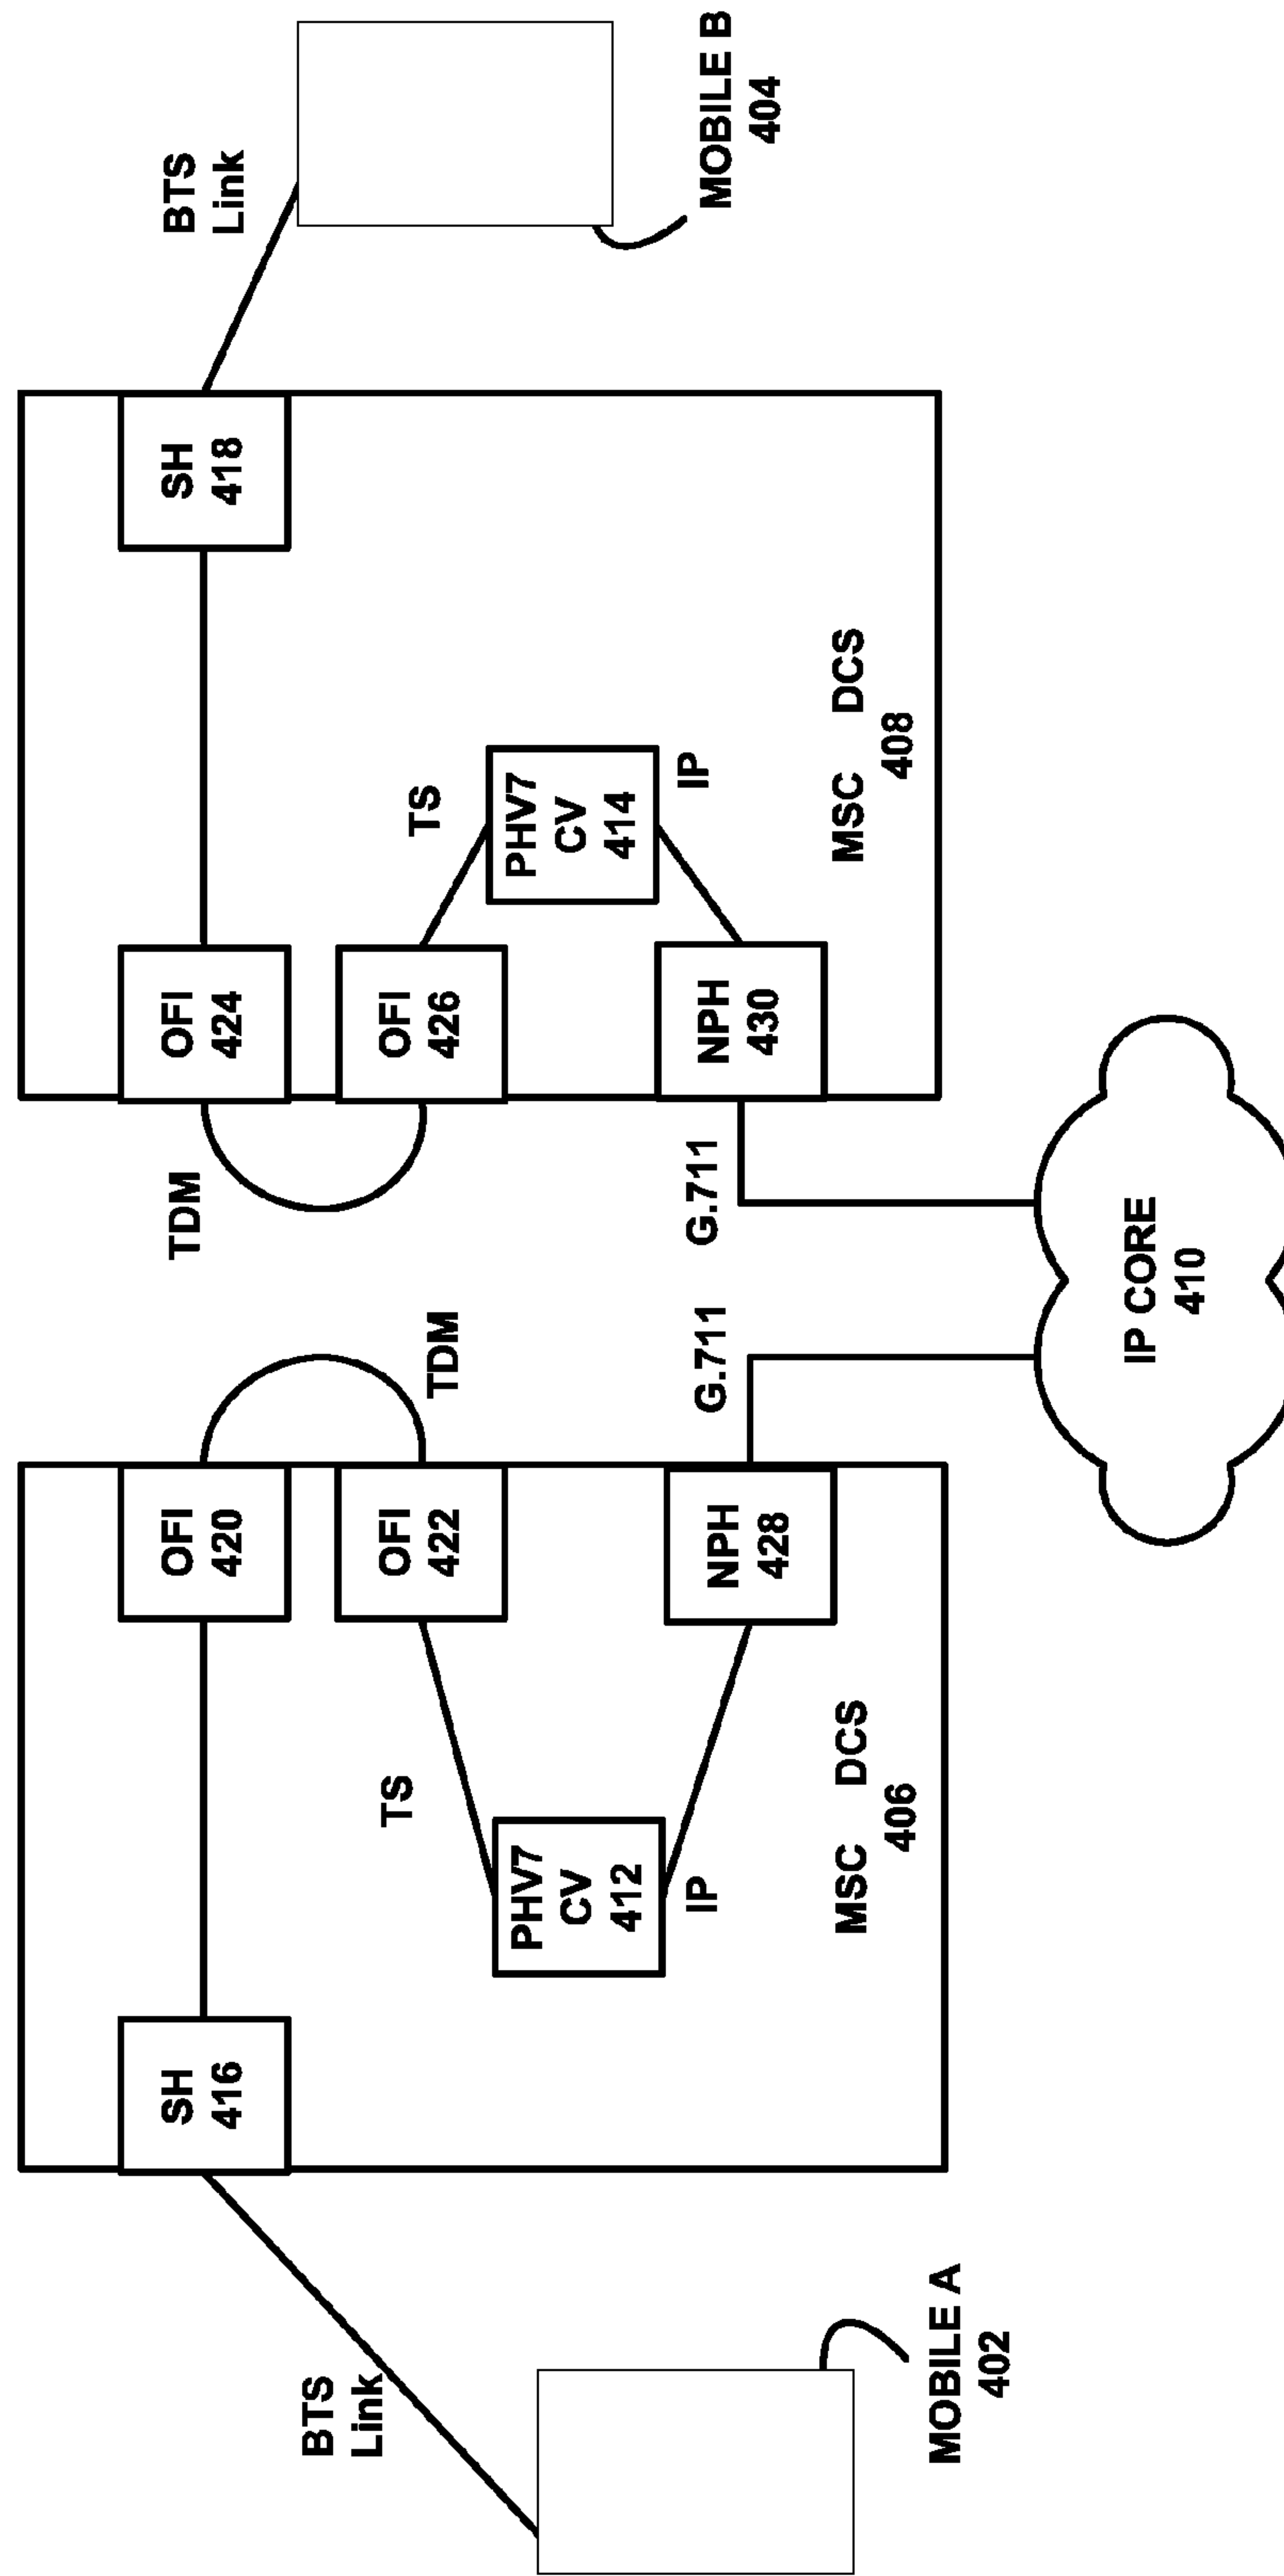 BTS
Link
MOBILE A
402
SH
416
OFI
420
TDM
OFI
422
TS
PHV7
CV
412
IP
NPH
428
G.711
MSC DCS
406
IP CORE
410
TDM
OFI
424
SH
418
OFI
426
TS
PHV7
CV
414
IP
NPH
430
G.711
MSC DCS
408
BTS
Link
MOBILE B
404